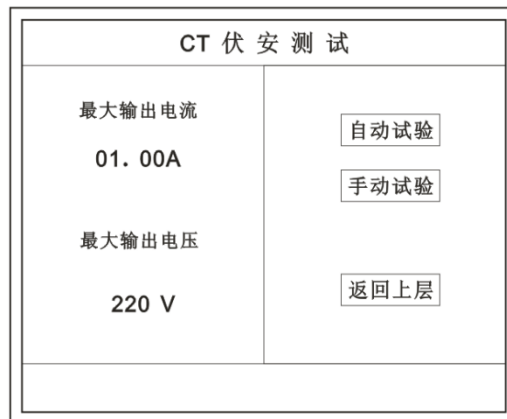 CT 伏 安 测 试
最大输出电流
01. 00A
最大输出电压
220 V
自动试验
手动试验
返回上层